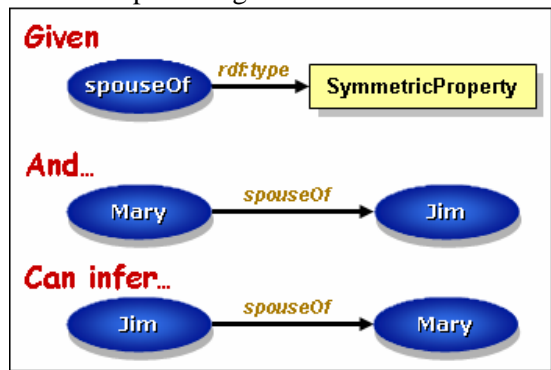 Given
spouseOf rdf:type SymmetricProperty
And...
Mary spouseOf Jim
Can infer...
Jim spouseOf Mary